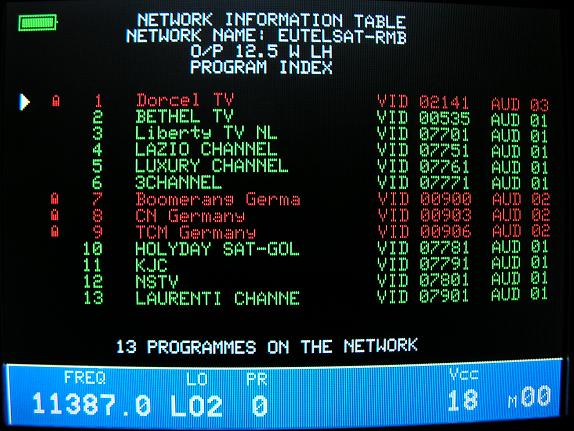 NETWORK INFORMATION TABLE
NETWORK NAME: EUTELSAT-RMB
O/P 12.5 W LH
PROGRAM INDEX
1 Dorcel TV VID 02141 AUD 03
2 BETHEL TV VID 00535 AUD 01
3 Liberty TV NL VID 07701 AUD 01
4 LAZIO CHANNEL VID 07751 AUD 01
5 LUXURY CHANNEL VID 07761 AUD 01
6 3CHANNEL VID 07771 AUD 01
7 Boomerang Germa VID 00900 AUD 02
8 CN Germany VID 00903 AUD 02
9 TCM Germany VID 00906 AUD 02
10 HOLYDAY SAT-GOL VID 07781 AUD 01
11 KJC VID 07791 AUD 01
12 NSTV VID 07801 AUD 01
13 LAURENTI CHANNE VID 07901 AUD 01
13 PROGRAMMES ON THE NETWORK
FREQ LO PR Vcc
11387.0 LO2 0 18 M00